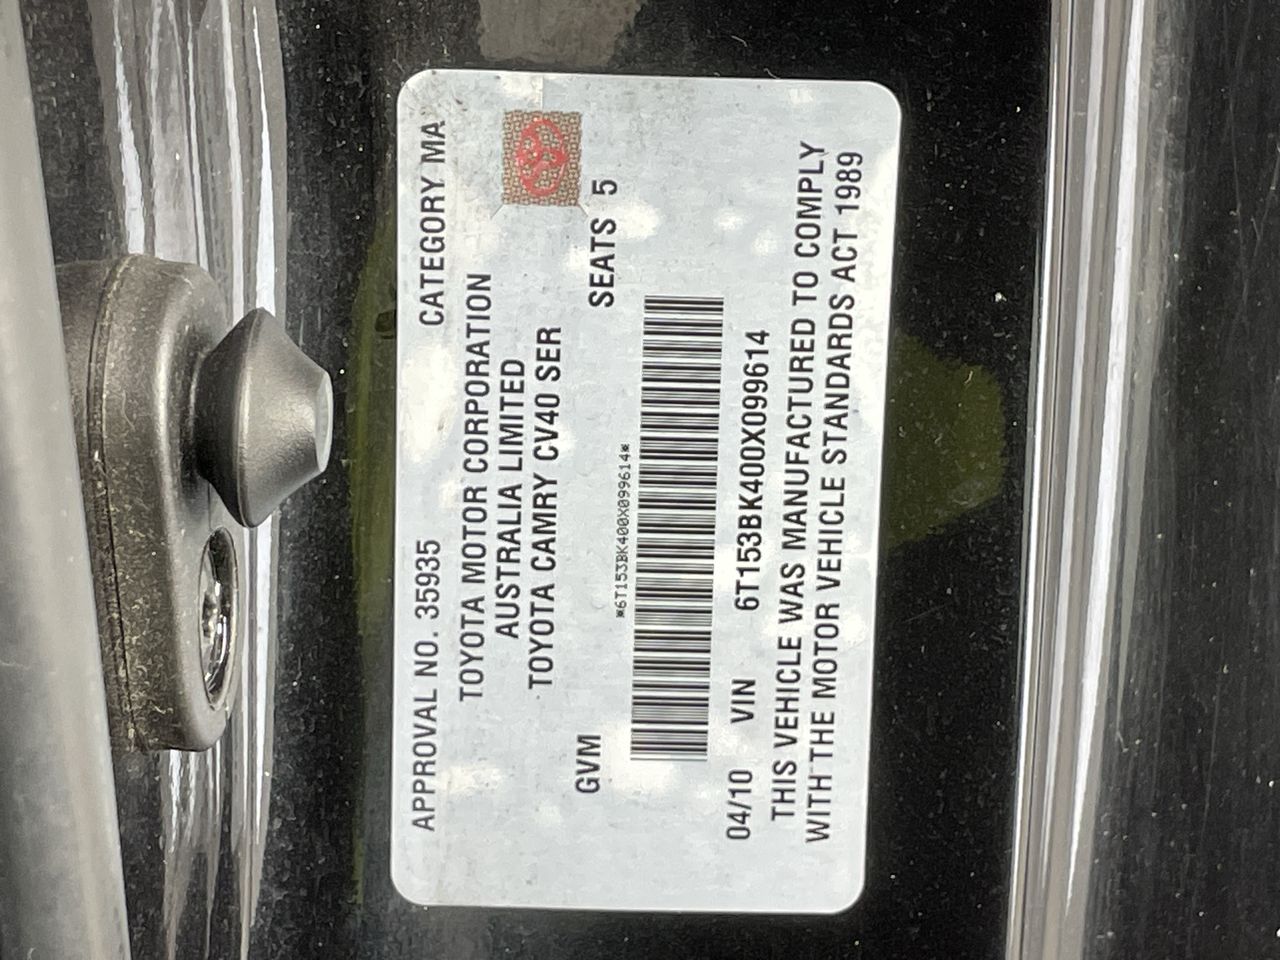 APPROVAL NO. 35935 CATEGORY MA
TOYOTA MOTOR CORPORATION
AUSTRALIA LIMITED
TOYOTA CAMRY CV40 SER
GVM SEATS 5
*6T153BK400X099614*
04/10 VIN 6T153BK400X099614
THIS VEHICLE WAS MANUFACTURED TO COMPLY
WITH THE MOTOR VEHICLE STANDARDS ACT 1989